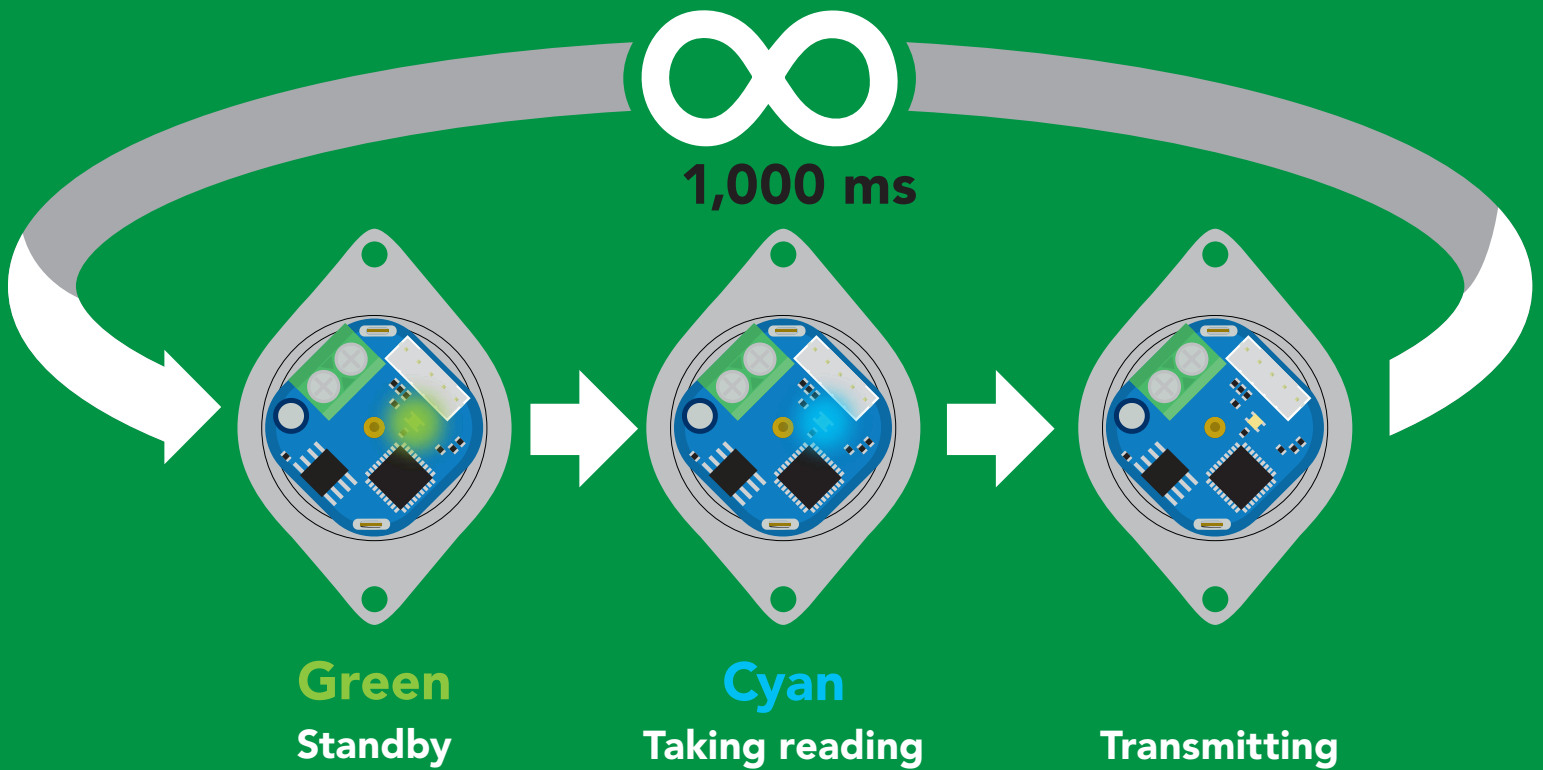 1,000 ms
Green
Standby
Cyan
Taking reading
Transmitting